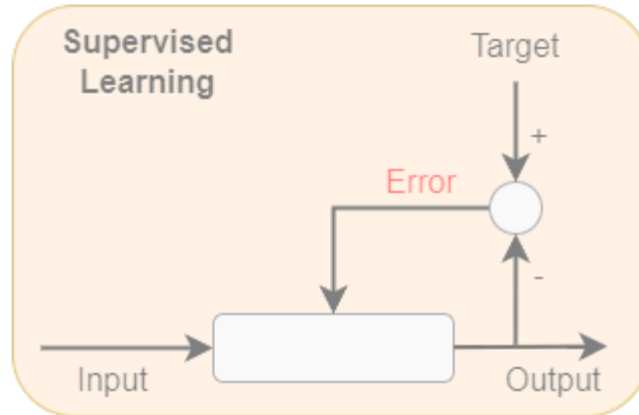 Supervised
Learning
Target
+
Error
-
Input
Output